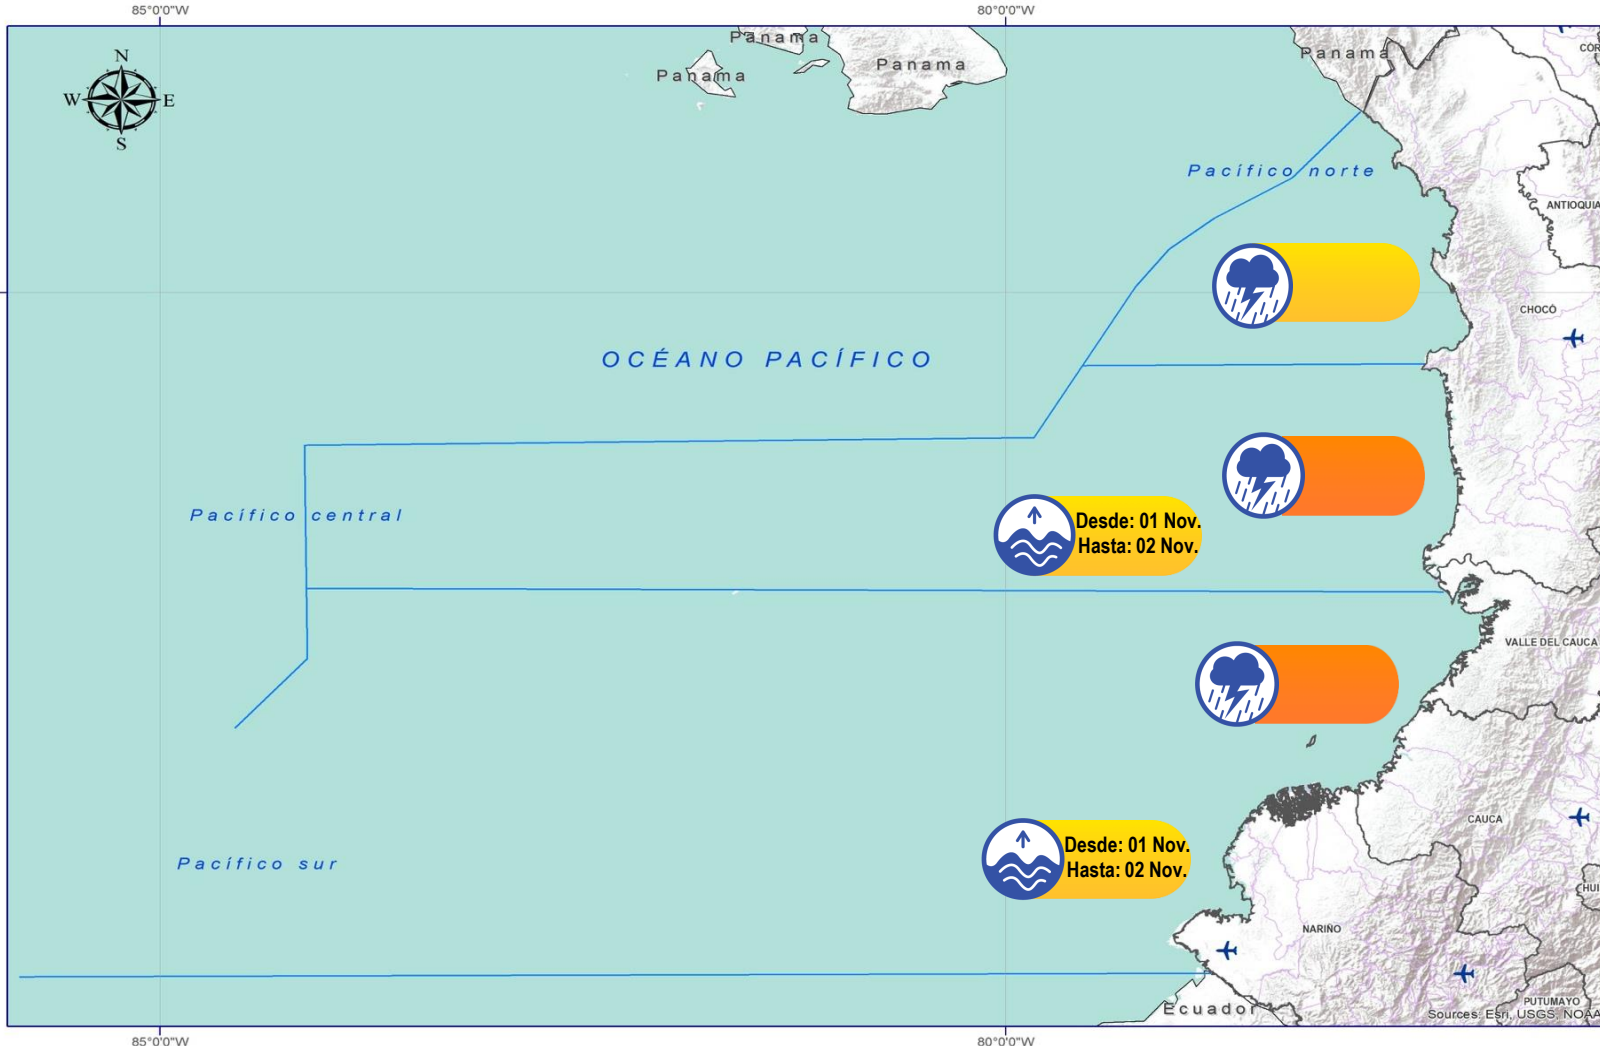 85°0'0"W
80°0'0"W
Panama
Panama
Panama
Panama
N
W
E
S
Pacífico norte
ANTIOQUIA
CHOCÓ
OCÉANO PACÍFICO
Pacífico central
Desde: 01 Nov.
Hasta: 02 Nov.
VALLE DEL CAUCA
CAUCA
Desde: 01 Nov.
Hasta: 02 Nov.
Pacífico sur
HUI
NARIÑO
PUTUMAYO
Ecuador
Sources: Esri, USGS, NOAA
85°0'0"W
80°0'0"W